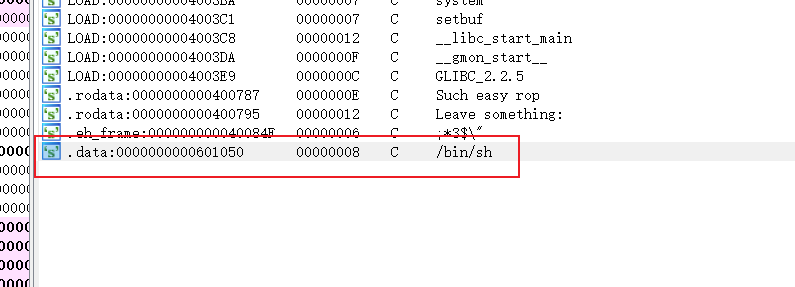 LOAD:00000000004003BA 00000007 C system
LOAD:00000000004003C1 00000007 C setbuf
LOAD:00000000004003C8 00000012 C __libc_start_main
LOAD:00000000004003DA 0000000F C __gmon_start__
LOAD:00000000004003E9 0000000C C GLIBC_2.2.5
.rodata:0000000000400787 0000000E C Such easy rop
.rodata:0000000000400795 00000012 C Leave something:
.eh_frame:000000000040084F 00000006 C ;*3$\"
.data:0000000000601050 00000008 C /bin/sh